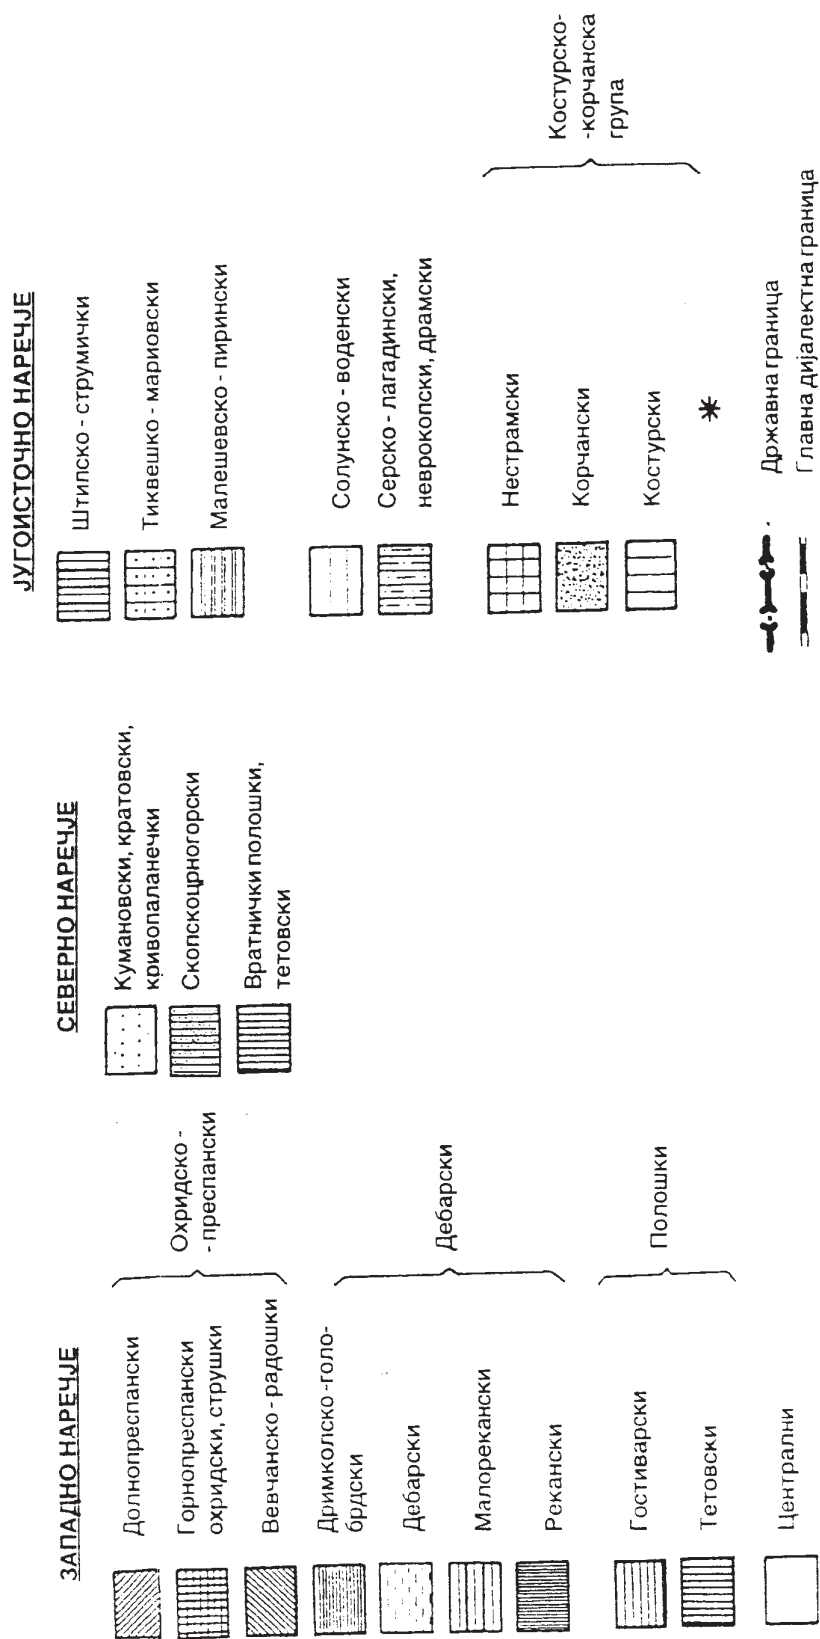 ЗАПАДНО НАРЕЧЈЕ
Долнопреспански
Горнопреспански
охридски, струшки
Вевчанско - радошки
Охридско -
- преспански
Дримколско -голо-
брдски
Дебарски
Малорекански
Рекански
Дебарски
Гостиварски
Тетовски
Полошки
Централни
СЕВЕРНО НАРЕЧЈЕ
Кумановски, кратовски,
кривопаланечки
Скопскоцрногорски
Вратнички полошки,
тетовски
ЈУГОИСТОЧНО НАРЕЧЈЕ
Штипско - струмички
Тиквешко - мариовски
Малешевско - пирински
Солунско - воденски
Серско - лагадински,
неврокопски, драмски
Нестрамски
Корчански
Костурски
Костурско-
-корчанска
група
Државна граница
Главна дијалектна граница